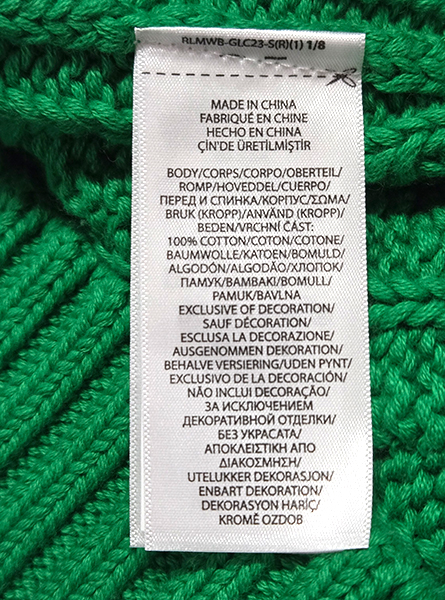 RLMWB-GLC23-S(R)(1) 1/8
MADE IN CHINA
FABRIQUÉ EN CHINE
HECHO EN CHINA
ÇİN'DE ÜRETİLMİŞTİR
BODY/CORPS/CORPO/OBERTEIL/
ROMP/HOVEDDEL/CUERPO/
ПЕРЕД И СПИНКА/KORPUS/ΣΩΜΑ/
BRUK (KROPP)/ANVÄND (KROPP)/
BEDEN/VRCHNÍ ČÁST:
100% COTTON/COTON/COTONE/
BAUMWOLLE/KATOEN/BOMULD/
ALGODÓN/ALGODÃO/ХЛОПОК/
ПАМУК/BAMBAKI/BOMULL/
PAMUK/BAVLNA
EXCLUSIVE OF DECORATION/
SAUF DÉCORATION/
ESCLUSA LA DECORAZIONE/
AUSGENOMMEN DEKORATION/
BEHALVE VERSIERING/UDEN PYNT/
EXCLUSIVO DE LA DECORACIÓN/
NÃO INCLUI DECORAÇÃO/
ЗА ИСКЛЮЧЕНИЕМ
ДЕКОРАТИВНОЙ ОТДЕЛКИ/
БЕЗ УКРАСАТА/
ΑΠΟΚΛΕΙΣΤΙΚΗ ΑΠΟ
ΔΙΑΚΟΣΜΗΣΗ/
UTELUKKER DEKORASJON/
ENBART DEKORATION/
DEKORASYON HARİÇ/
KROMĚ OZDOB